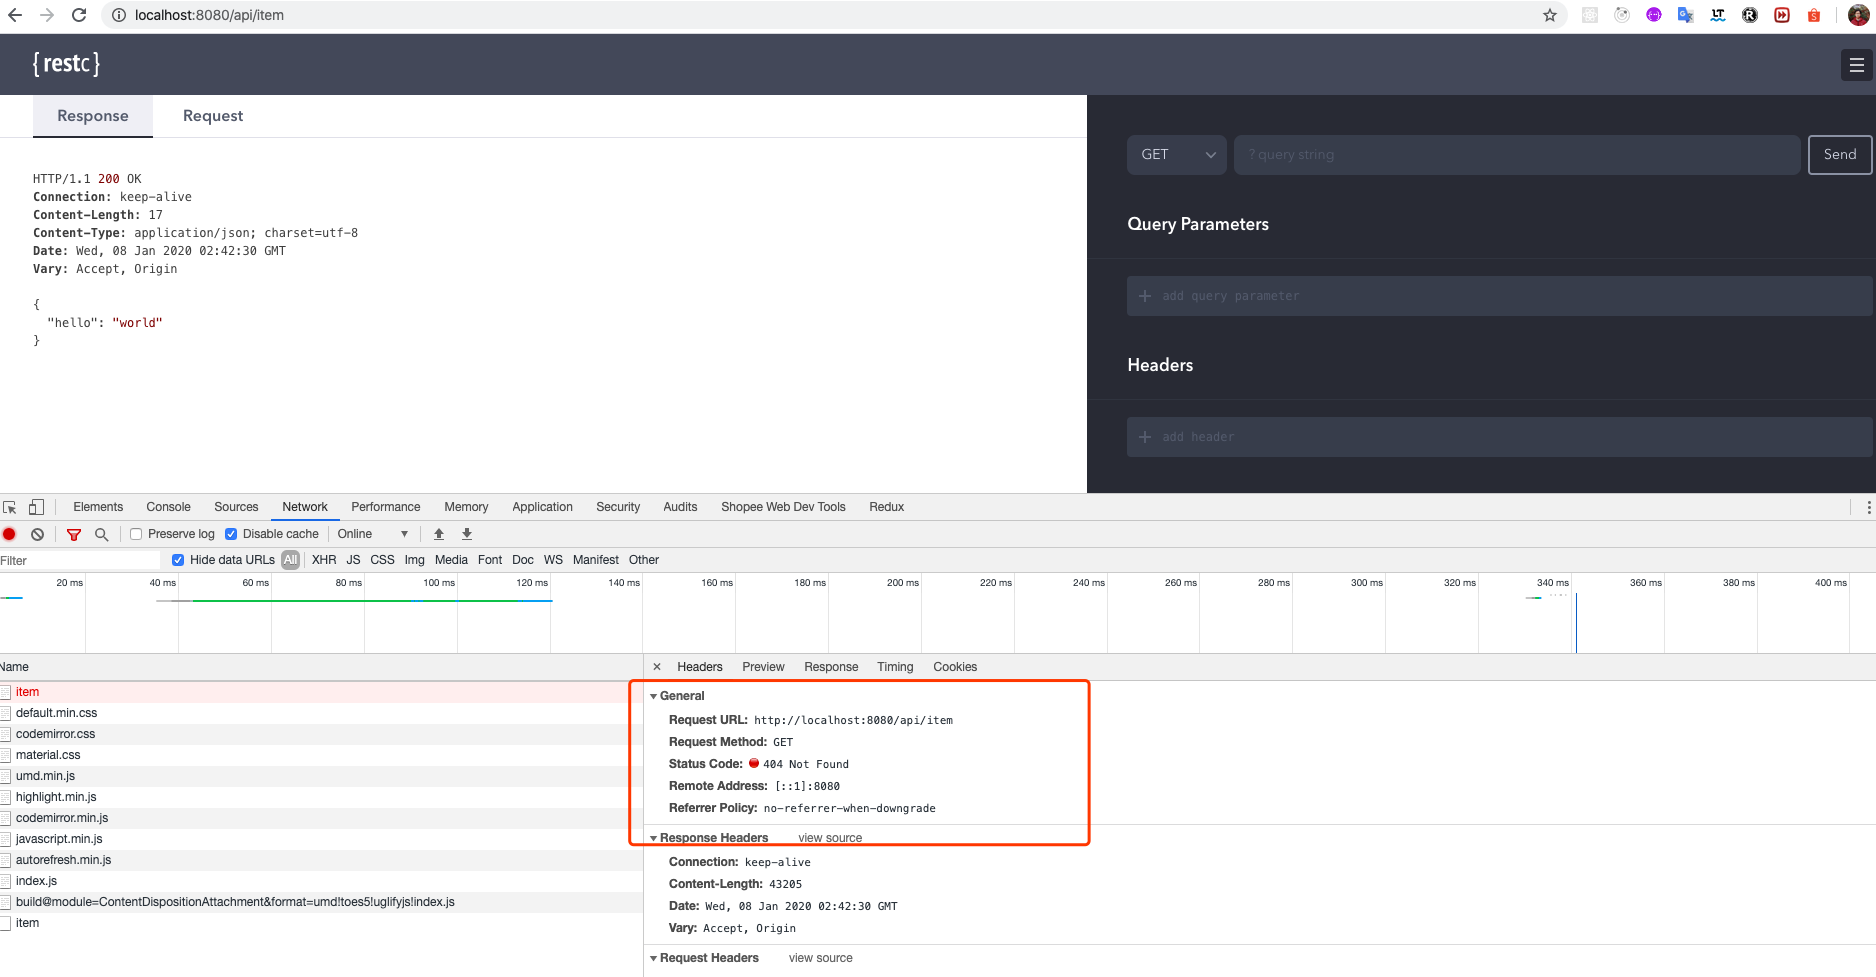 localhost:8080/api/item
{restc}
Response Request
HTTP/1.1 200 OK
Connection: keep-alive
Content-Length: 17
Content-Type: application/json; charset=utf-8
Date: Wed, 08 Jan 2020 02:42:30 GMT
Vary: Accept, Origin
{
"hello": "world"
}
GET ? query string Send
Query Parameters
+ add query parameter
Headers
+ add header
Elements Console Sources Network Performance Memory Application Security Audits Shopee Web Dev Tools Redux
Preserve log Disable cache Online
Filter Hide data URLs All XHR JS CSS Img Media Font Doc WS Manifest Other
20 ms 40 ms 60 ms 80 ms 100 ms 120 ms 140 ms 160 ms 180 ms 200 ms 220 ms 240 ms 260 ms 280 ms 300 ms 320 ms 340 ms 360 ms 380 ms 400 ms
Name
item
default.min.css
codemirror.css
material.css
umd.min.js
highlight.min.js
codemirror.min.js
javascript.min.js
autorefresh.min.js
index.js
build@module=ContentDispositionAttachment&format=umd!toes5!uglifyjs!index.js
item
× Headers Preview Response Timing Cookies
General
Request URL: http://localhost:8080/api/item
Request Method: GET
Status Code: 404 Not Found
Remote Address: [::1]:8080
Referrer Policy: no-referrer-when-downgrade
Response Headers view source
Connection: keep-alive
Content-Length: 43205
Date: Wed, 08 Jan 2020 02:42:30 GMT
Vary: Accept, Origin
Request Headers view source